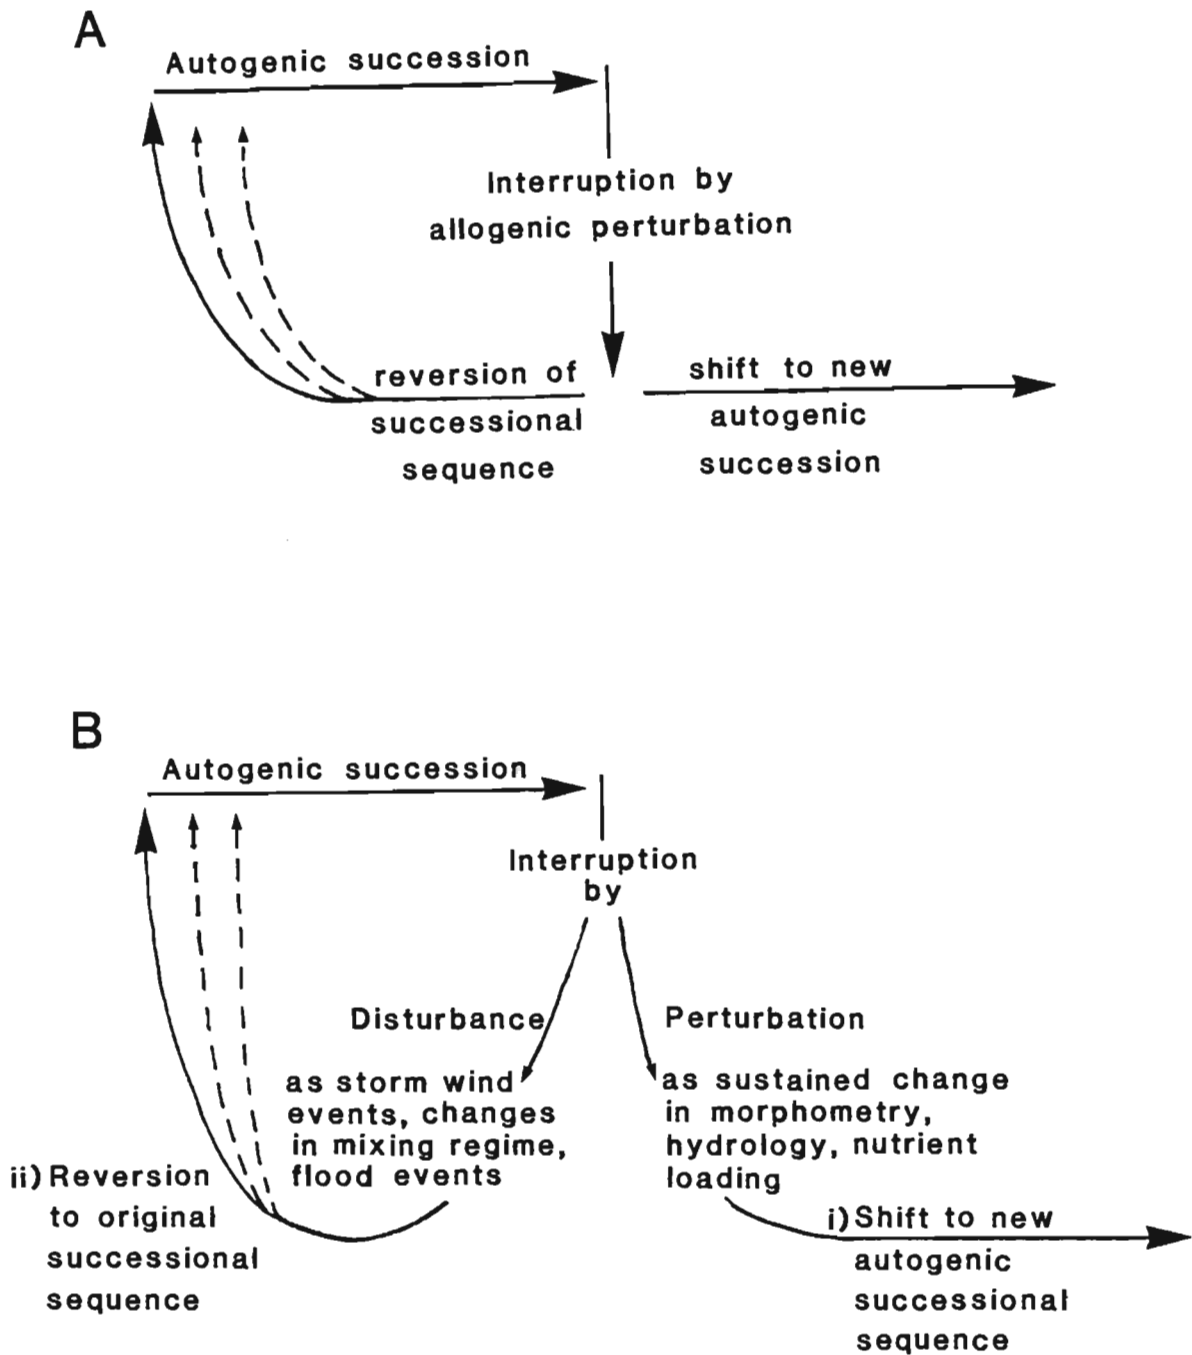 A
Autogenic succession
Interruption by
allogenic perturbation
reversion of
successional
sequence
shift to new
autogenic
succession
B
Autogenic succession
Interruption
by
Disturbance
as storm wind
events, changes
in mixing regime,
flood events
Perturbation
as sustained change
in morphometry,
hydrology, nutrient
loading
ii) Reversion
to original
successional
sequence
i) Shift to new
autogenic
successional
sequence